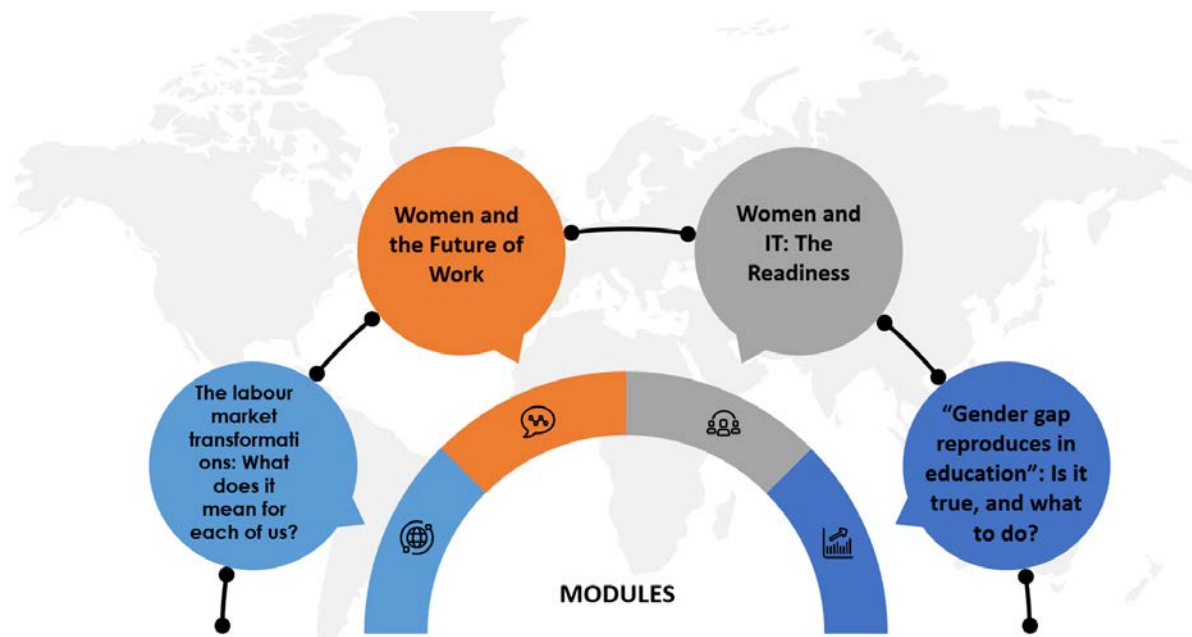 Women and
the Future of
Work
Women and
IT: The
Readiness
The labour
market
transformati
ons: What
does it
mean for
each of us?
“Gender gap
reproduces in
education”: Is it
true, and what
to do?
MODULES